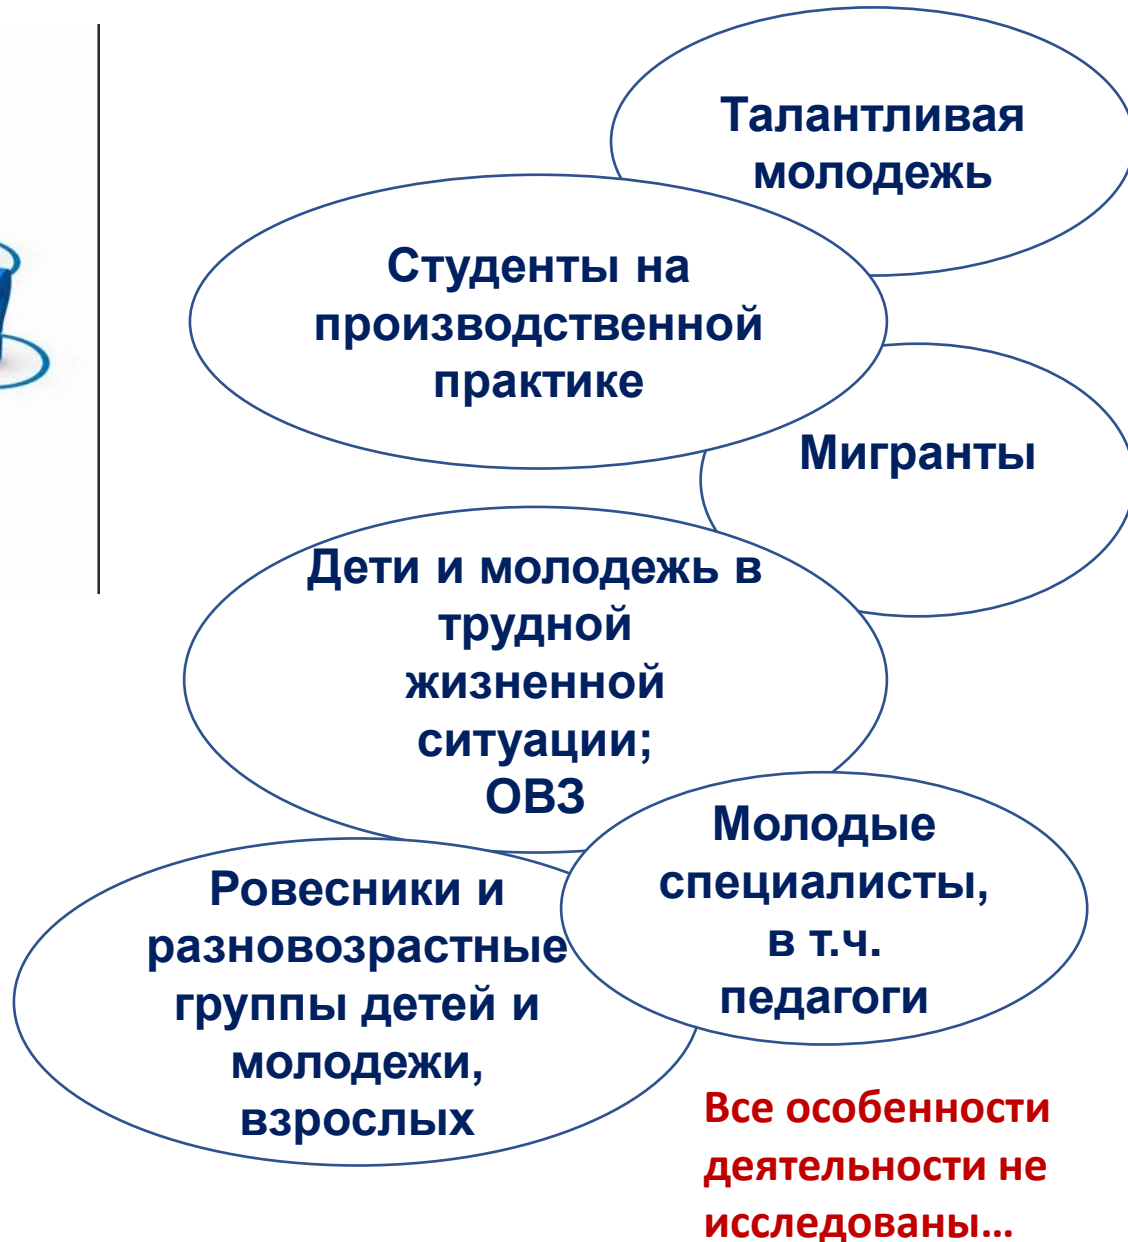 Талантливая
молодежь
Студенты на
производственной
практике
Мигранты
Дети и молодежь в
трудной
жизненной
ситуации;
ОВЗ
Молодые
специалисты,
в т.ч.
педагоги
Ровесники и
разновозрастные
группы детей и
молодежи,
взрослых
Все особенности
деятельности не
исследованы...